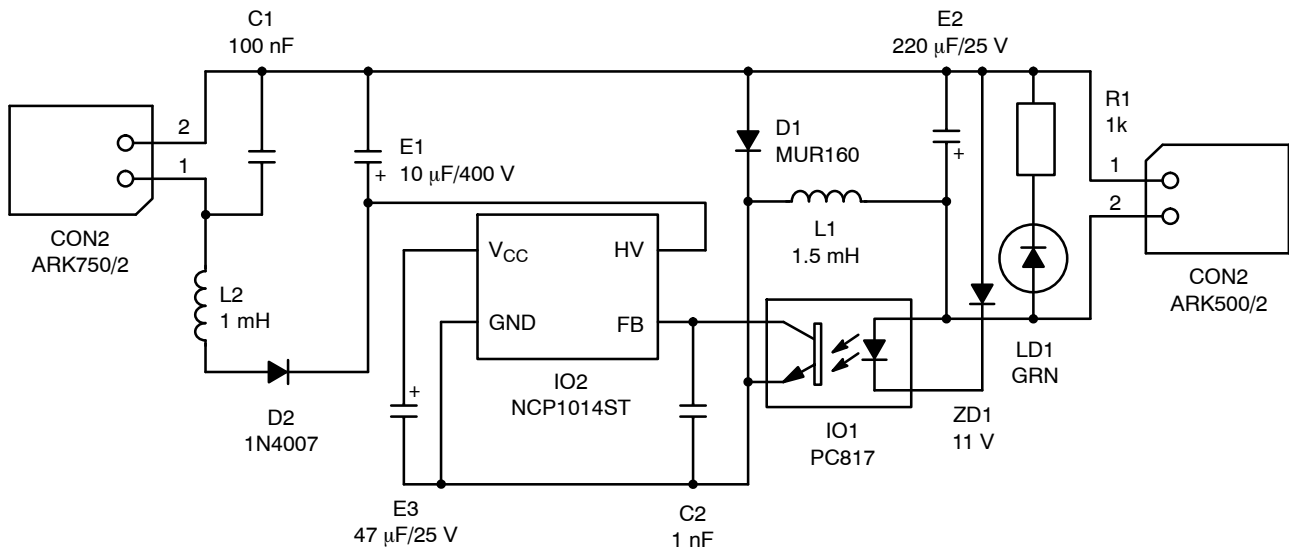 C1
100 nF
E2
220 μF/25 V
2
1
CON2
ARK750/2
E1
+
10 μF/400 V
D1
MUR160
+
R1
1k
1
2
CON2
ARK500/2
L1
1.5 mH
L2
1 mH
VCC
HV
GND
FB
IO2
NCP1014ST
D2
1N4007
+
IO1
PC817
ZD1
11 V
LD1
GRN
E3
47 μF/25 V
C2
1 nF